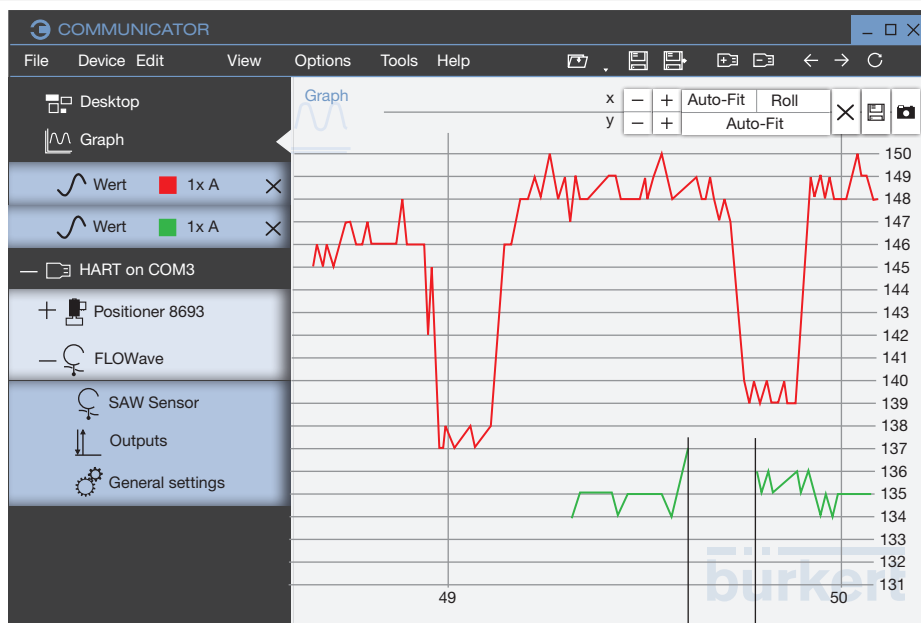 COMMUNICATOR
File Device Edit View Options Tools Help
Desktop
Graph
Wert 1x A
Wert 1x A
HART on COM3
Positioner 8693
FLOWave
SAW Sensor
Outputs
General settings
Graph
x − + Auto-Fit Roll
y − + Auto-Fit
150
149
148
147
146
145
144
143
142
141
140
139
138
137
136
135
134
133
132
131
49 50
bürkert